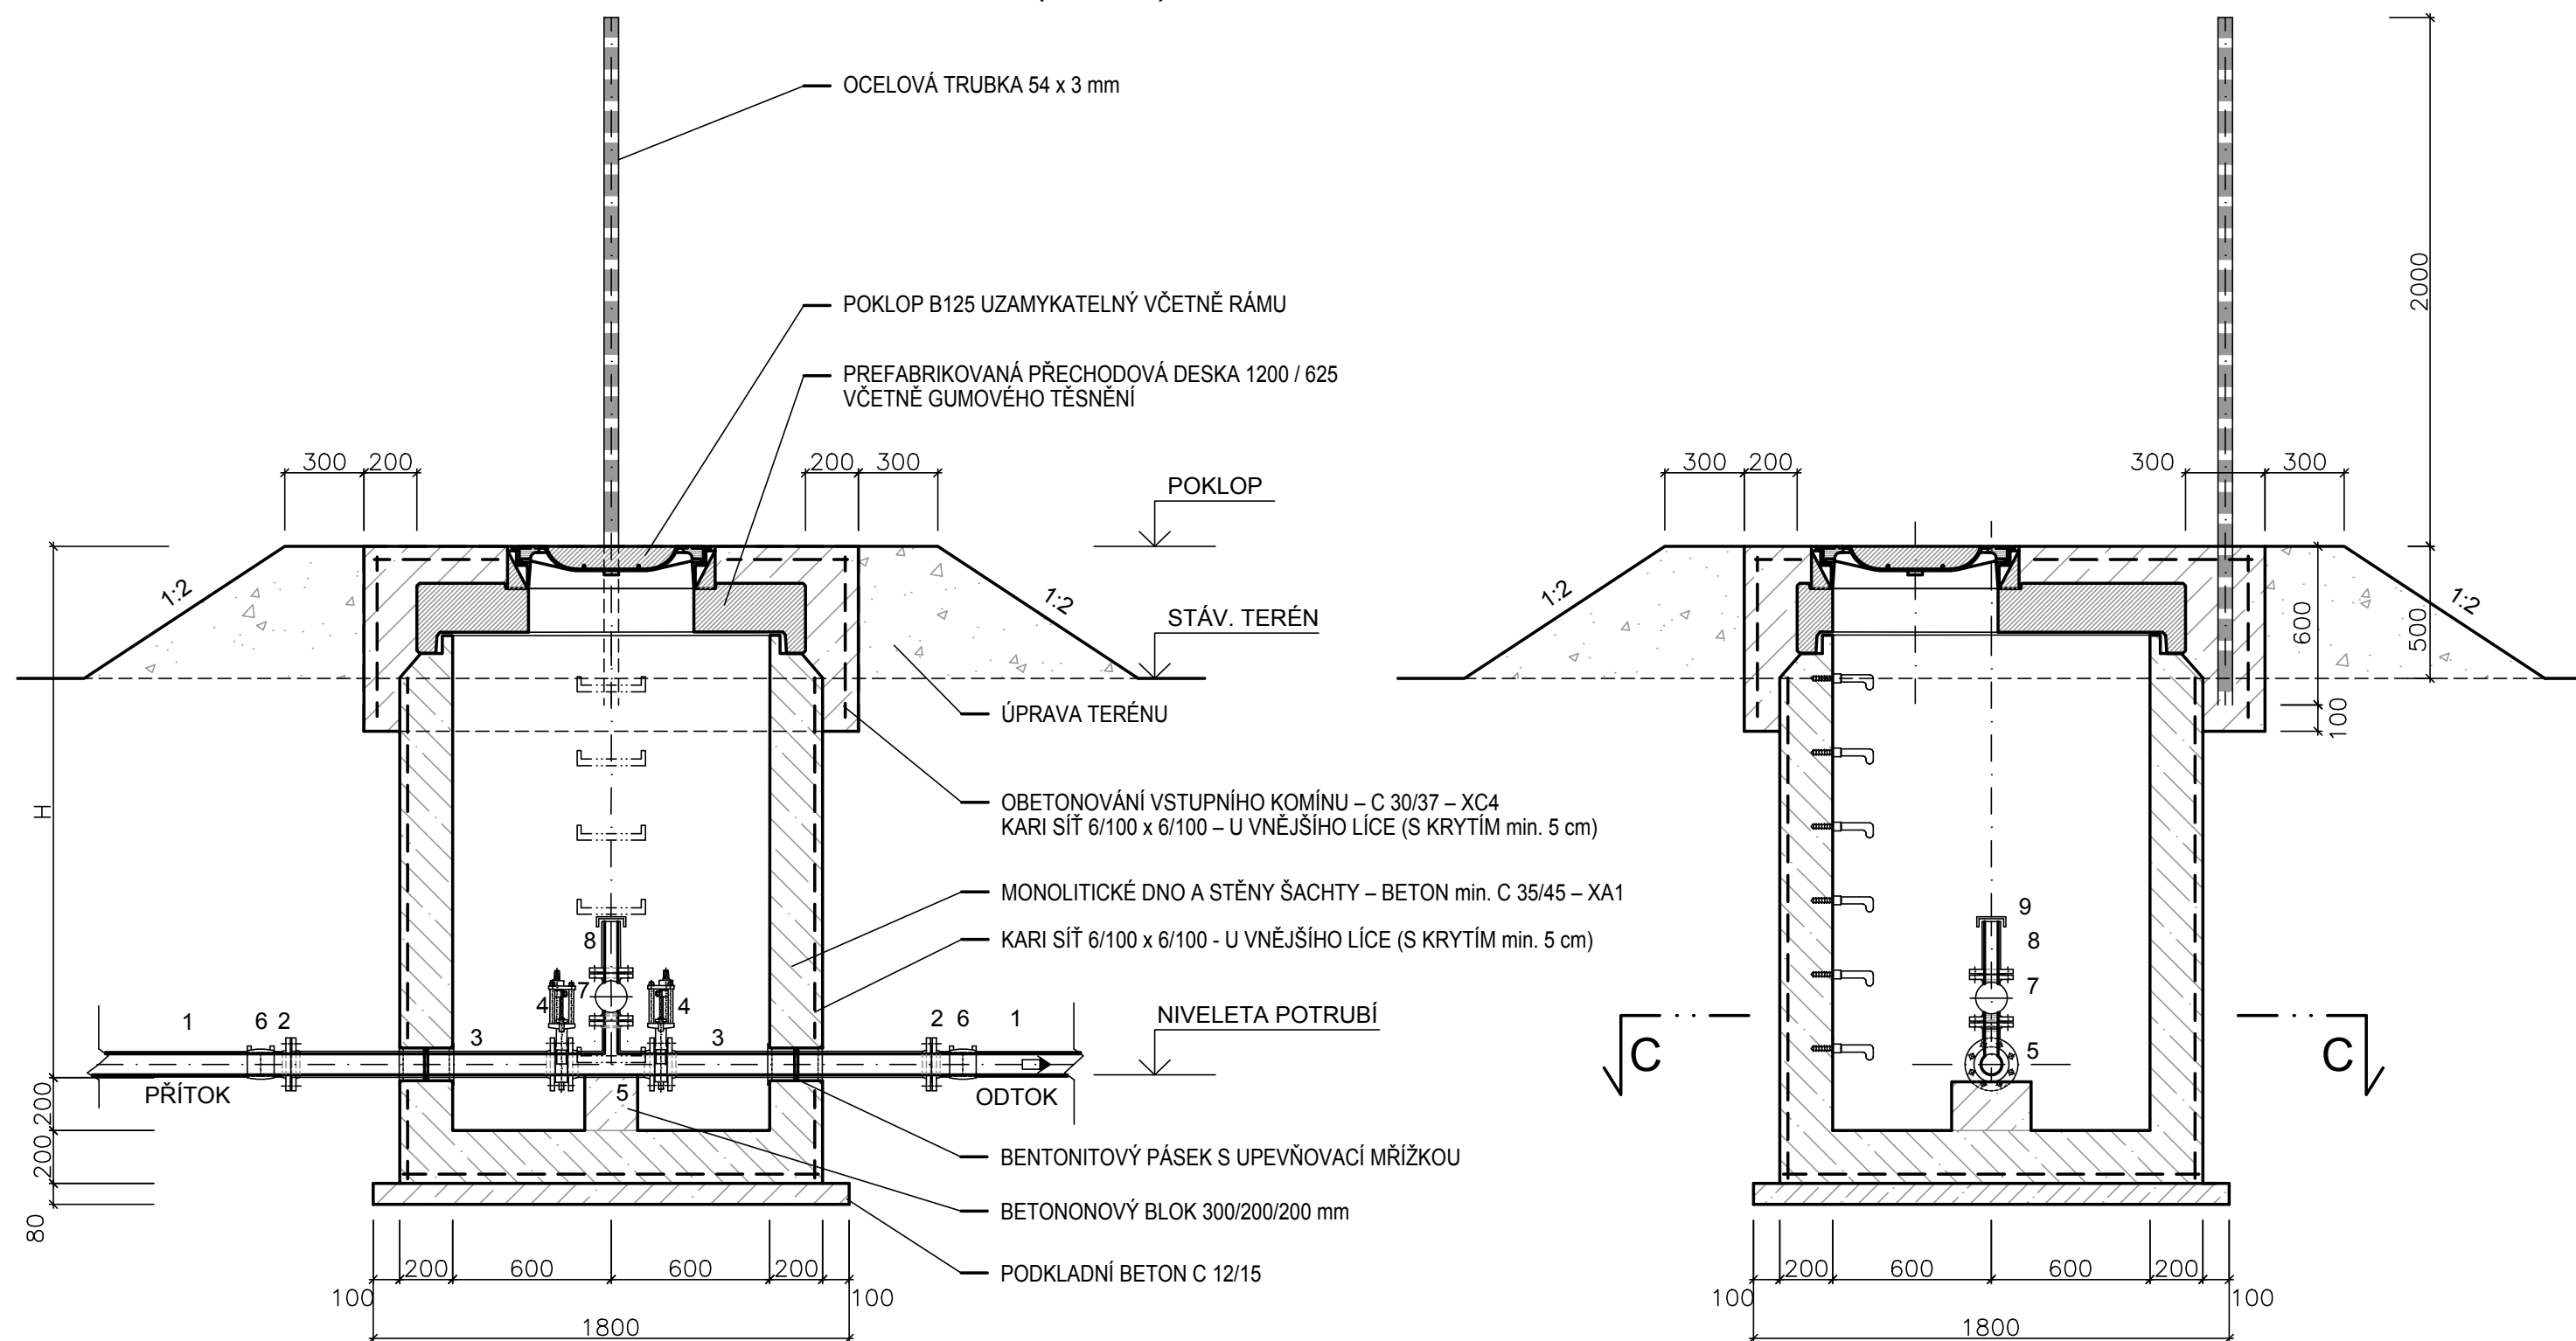 OCELOVÁ TRUBKA 54 x 3 mm
POKLOP B125 UZAMYKATELNÝ VČETNĚ RÁMU
PREFABRIKOVANÁ PŘECHODOVÁ DESKA 1200 / 625
VČETNĚ GUMOVÉHO TĚSNĚNÍ
300 200 200 300
POKLOP
1:2 1:2
STÁV. TERÉN
ÚPRAVA TERÉNU
OBETONOVÁNÍ VSTUPNÍHO KOMÍNU – C 30/37 – XC4
KARI SÍŤ 6/100 x 6/100 – U VNĚJŠÍHO LÍCE (S KRYTÍM min. 5 cm)
MONOLITICKÉ DNO A STĚNY ŠACHTY – BETON min. C 35/45 – XA1
KARI SÍŤ 6/100 x 6/100 - U VNĚJŠÍHO LÍCE (S KRYTÍM min. 5 cm)
NIVELETA POTRUBÍ
H
8
4 7 4
1 6 2 3 3 2 6 1
PŘÍTOK 5 ODTOK
200
200
80
BENTONITOVÝ PÁSEK S UPEVŇOVACÍ MŘÍŽKOU
BETONONOVÝ BLOK 300/200/200 mm
PODKLADNÍ BETON C 12/15
200 600 600 200
100 100
1800
2000
300 200 300 300
1:2 1:2
600
500
100
9
8
7
5
C C
200 600 600 200
100 100
1800